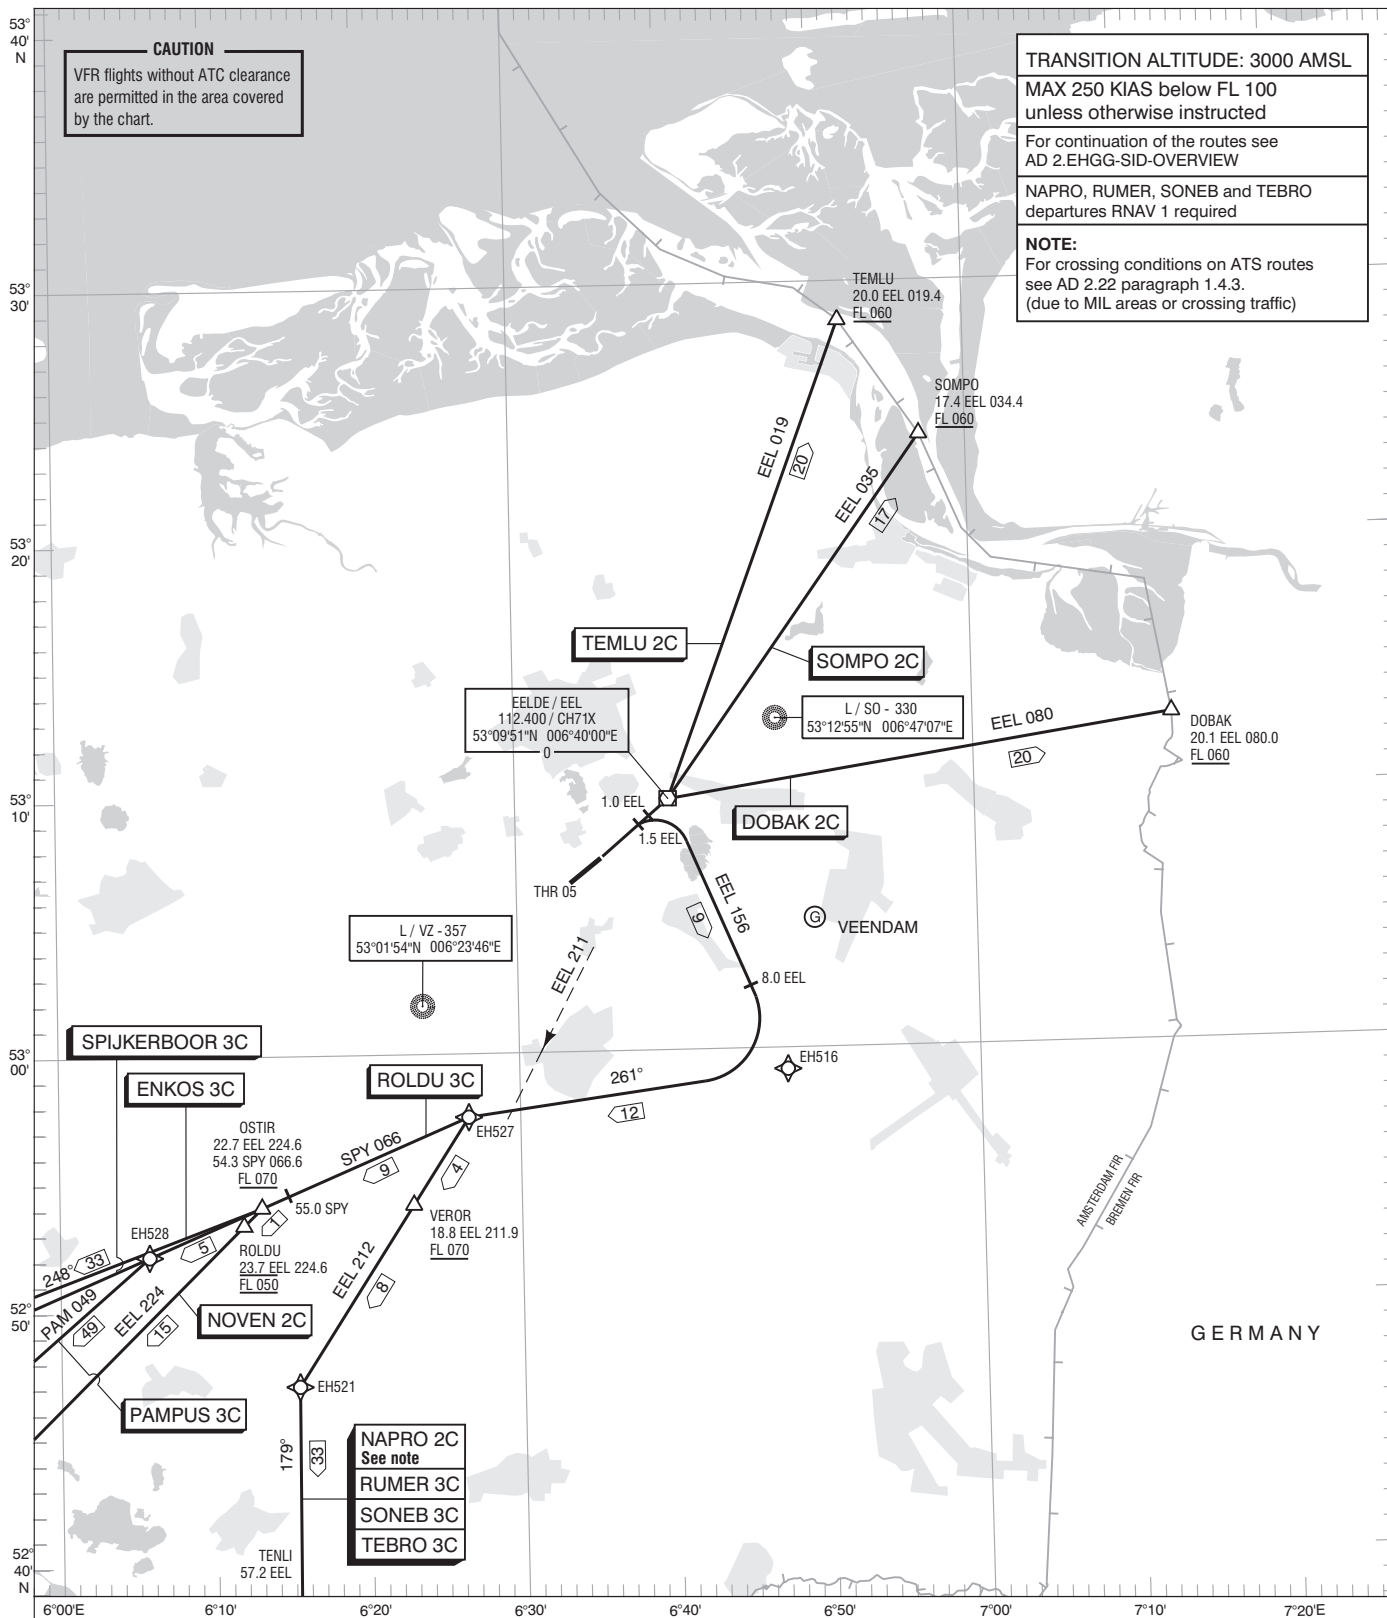 53°
40'
N
CAUTION
VFR flights without ATC clearance
are permitted in the area covered
by the chart.
TRANSITION ALTITUDE: 3000 AMSL
MAX 250 KIAS below FL 100
unless otherwise instructed
For continuation of the routes see
AD 2.EHGG-SID-OVERVIEW
NAPRO, RUMER, SONEB and TEBRO
departures RNAV 1 required
NOTE:
For crossing conditions on ATS routes
see AD 2.22 paragraph 1.4.3.
(due to MIL areas or crossing traffic)
53°
30'
TEMLU
20.0 EEL 019.4
FL 060
SOMPO
17.4 EEL 034.4
FL 060
EEL 019
20
EEL 035
17
53°
20'
TEMLU 2C
SOMPO 2C
EELDE / EEL
112.400 / CH71X
53°09'51"N 006°40'00"E
0
L / SO - 330
53°12'55"N 006°47'07"E
EEL 080
20
DOBAK
20.1 EEL 080.0
FL 060
53°
10'
1.0 EEL
1.5 EEL
DOBAK 2C
THR 05
EEL 156
9
G
VEENDAM
L / VZ - 357
53°01'54"N 006°23'46"E
EEL 211
8.0 EEL
53°
00'
SPIJKERBOOR 3C
ENKOS 3C
ROLDU 3C
261°
12
EH516
EH527
OSTIR
22.7 EEL 224.6
54.3 SPY 066.6
FL 070
SPY 066
9
4
55.0 SPY
1
VEROR
18.8 EEL 211.9
FL 070
AMSTERDAM FIR
BREMEN FIR
EH528
5
ROLDU
23.7 EEL 224.6
FL 050
248°
33
EEL 212
8
52°
50'
PAM 049
49
EEL 224
15
NOVEN 2C
GERMANY
EH521
PAMPUS 3C
179°
33
NAPRO 2C
See note
RUMER 3C
SONEB 3C
TEBRO 3C
TENLI
57.2 EEL
52°
40'
N
6°00'E
6°10'
6°20'
6°30'
6°40'
6°50'
7°00'
7°10'
7°20'E